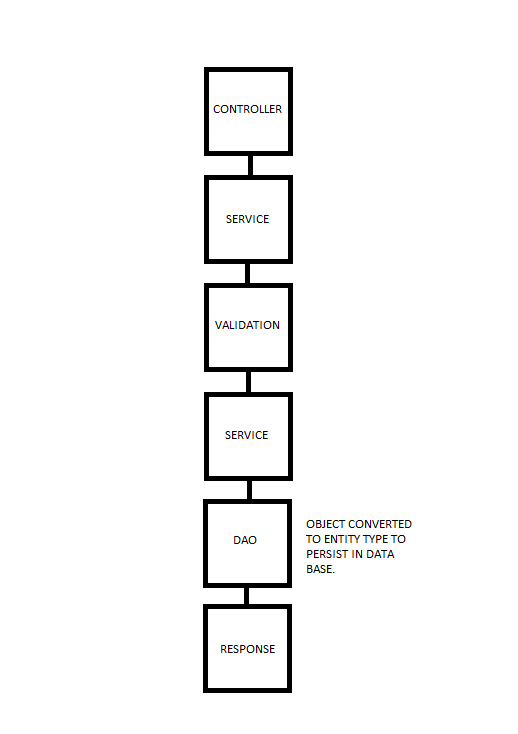 CONTROLLER
SERVICE
VALIDATION
SERVICE
DAO
OBJECT CONVERTED
TO ENTITY TYPE TO
PERSIST IN DATA
BASE.
RESPONSE